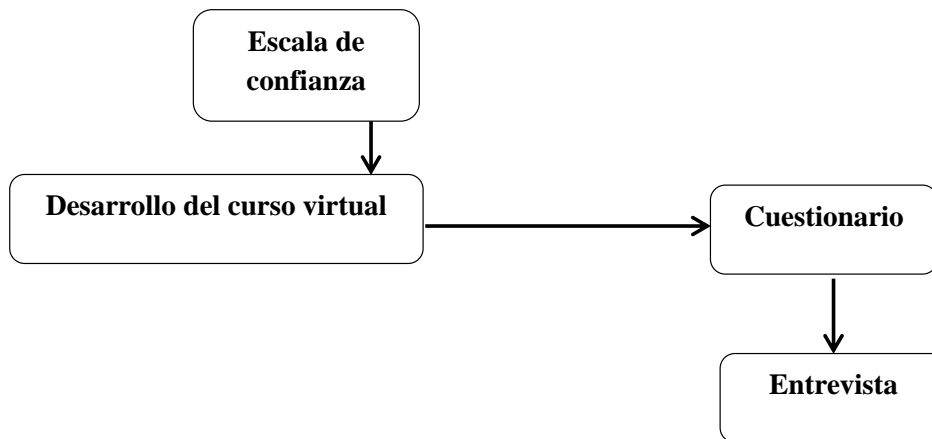 Escala de
confianza
Desarrollo del curso virtual
Cuestionario
Entrevista